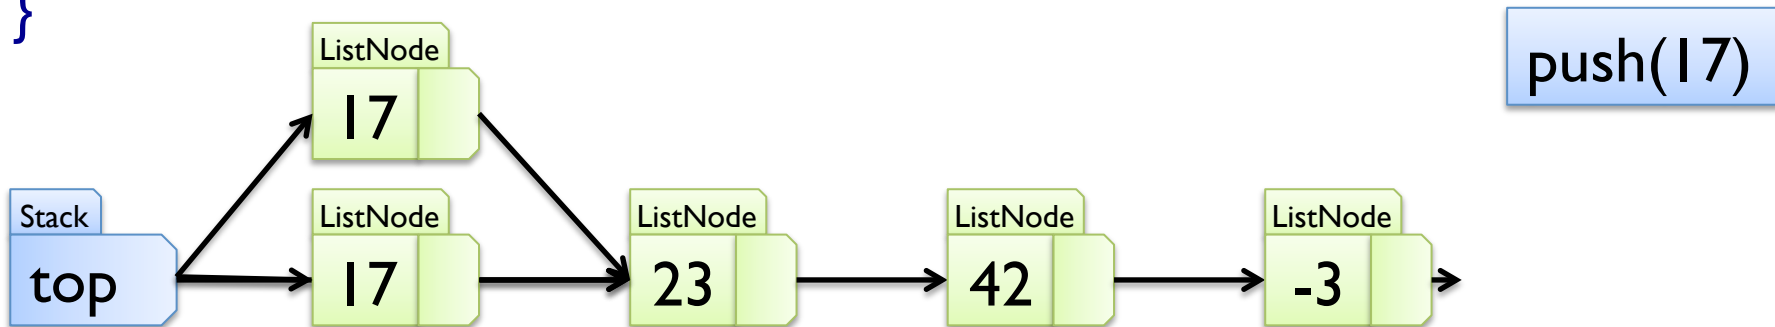 }
ListNode
17
push(17)
Stack
top
ListNode
17
ListNode
23
ListNode
42
ListNode
-3